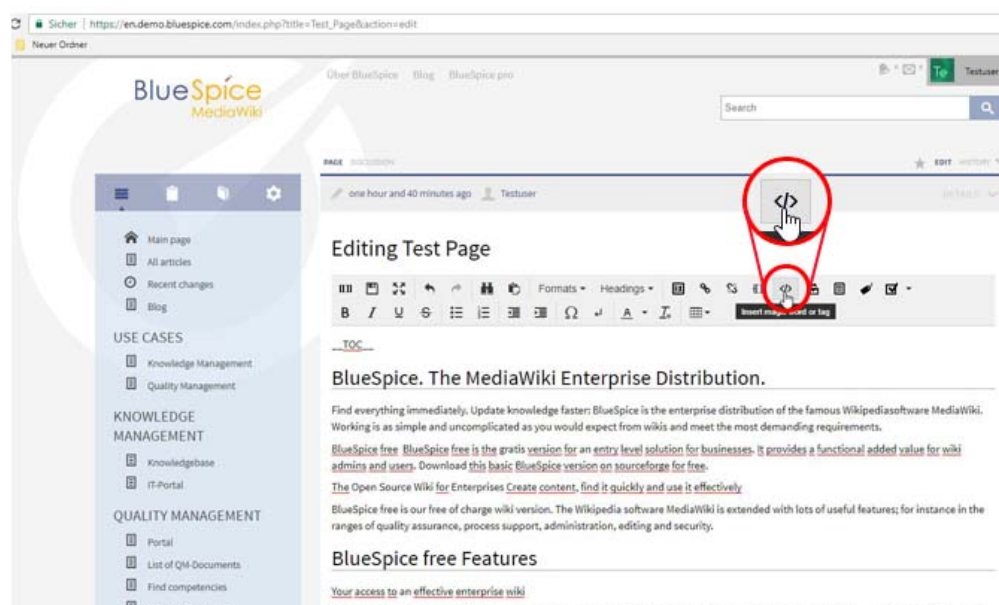 Sicher | https://en.demo.bluespice.com/index.php?title=Test_Page&action=edit
Neuer Ordner
BlueSpice
MediaWiki
Über BlueSpice Blog BlueSpice pro
Te Testuser
Search
PAGE DISCUSSION
EDIT HISTORY
one hour and 40 minutes ago Testuser
DETAILS
</>
Main page
All articles
Recent changes
Blog
USE CASES
Knowledge Management
Quality Management
KNOWLEDGE
MANAGEMENT
Knowledgebase
IT-Portal
QUALITY MANAGEMENT
Portal
List of QM-Documents
Find competencies
Editing Test Page
Formats Headings
B I U S Ω A
Insert magic word or tag
__TOC__
BlueSpice. The MediaWiki Enterprise Distribution.
Find everything immediately. Update knowledge faster: BlueSpice is the enterprise distribution of the famous Wikipediasoftware MediaWiki.
Working is as simple and uncomplicated as you would expect from wikis and meet the most demanding requirements.
BlueSpice free BlueSpice free is the gratis version for an entry level solution for businesses. It provides a functional added value for wiki
admins and users. Download this basic BlueSpice version on sourceforge for free.
The Open Source Wiki for Enterprises Create content, find it quickly and use it effectively
BlueSpice free is our free of charge wiki version. The Wikipedia software MediaWiki is extended with lots of useful features; for instance in the
ranges of quality assurance, process support, administration, editing and security.
BlueSpice free Features
Your access to an effective enterprise wiki